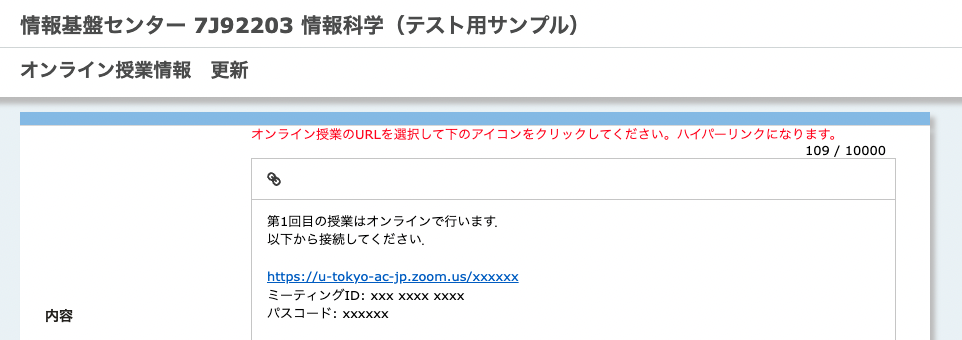 情報基盤センター 7J92203 情報科学（テスト用サンプル）
オンライン授業情報　更新
オンライン授業のURLを選択して下のアイコンをクリックしてください。ハイパーリンクになります。
109 / 10000
第1回目の授業はオンラインで行います.
以下から接続してください.
https://u-tokyo-ac-jp.zoom.us/xxxxxx
ミーティングID: xxx xxxx xxxx
パスコード: xxxxxx
内容